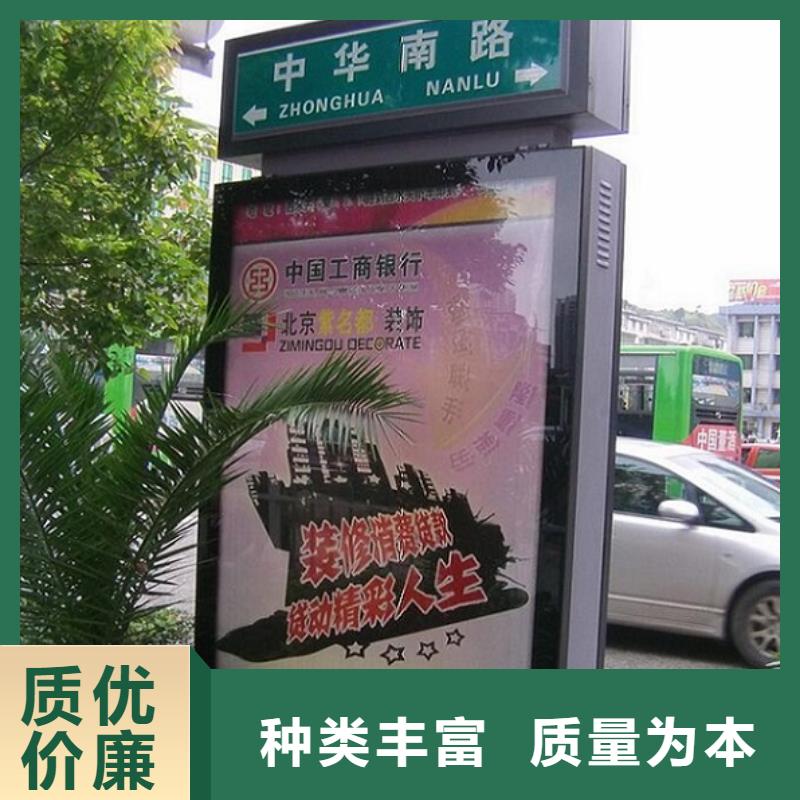 中华南路
ZHONGHUA NANLU
中国工商银行
北京紫名都 装饰
ZIMINGDU DECORATE
装修消费贷款
贷动精彩人生
中国董酒
质优
价廉
种类丰富 质量为本